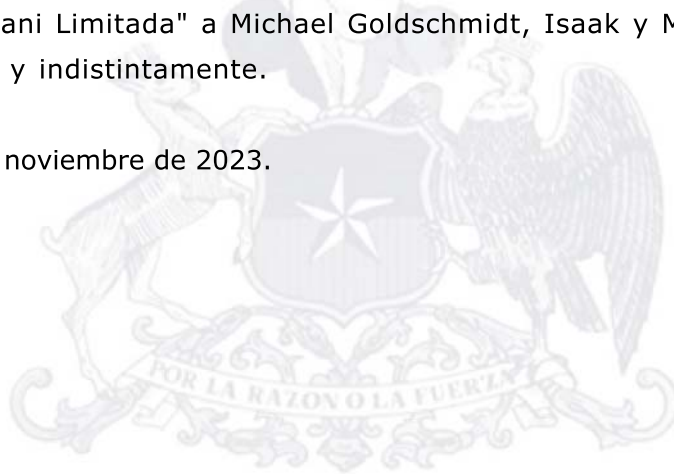 ani Limitada" a Michael Goldschmidt, Isaak y M
y indistintamente.
noviembre de 2023.
POR LA RAZON O LA FUERZA